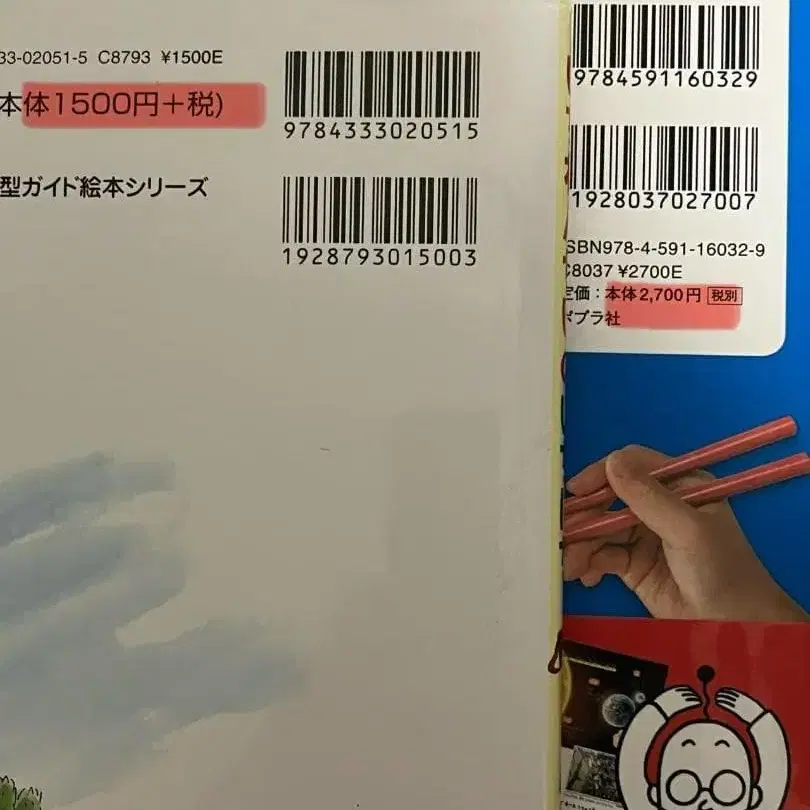 33-02051-5 C8793 ¥1500E
本体1500円+税)
9784333020515
型ガイド絵本シリーズ
1928793015003
9784591160329
1928037027007
ISBN978-4-591-16032-9
C8037 ¥2700E
定価:本体2,700円 税別
ポプラ社